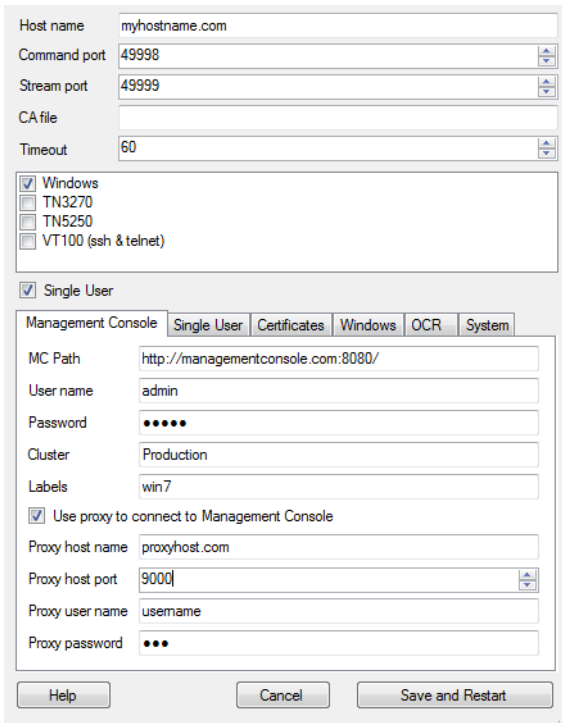 Host name myhostname.com
Command port 49998
Stream port 49999
CA file
Timeout 60
Windows
TN3270
TN5250
VT100 (ssh & telnet)
Single User
Management Console Single User Certificates Windows OCR System
MC Path http://managementconsole.com:8080/
User name admin
Password •••••
Cluster Production
Labels win7
Use proxy to connect to Management Console
Proxy host name proxyhost.com
Proxy host port 9000
Proxy user name username
Proxy password •••
Help Cancel Save and Restart